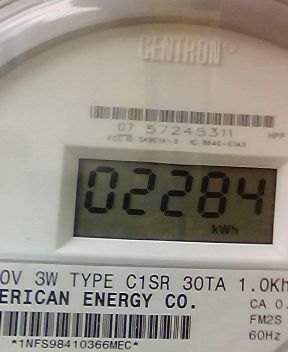 CENTRON
07 57245311 HPP
02284
kWh
0V 3W TYPE C1SR 30TA 1.0Kh
ERICAN ENERGY CO. CA 0.
FM2S
*1NFS98410366MEC* 60Hz